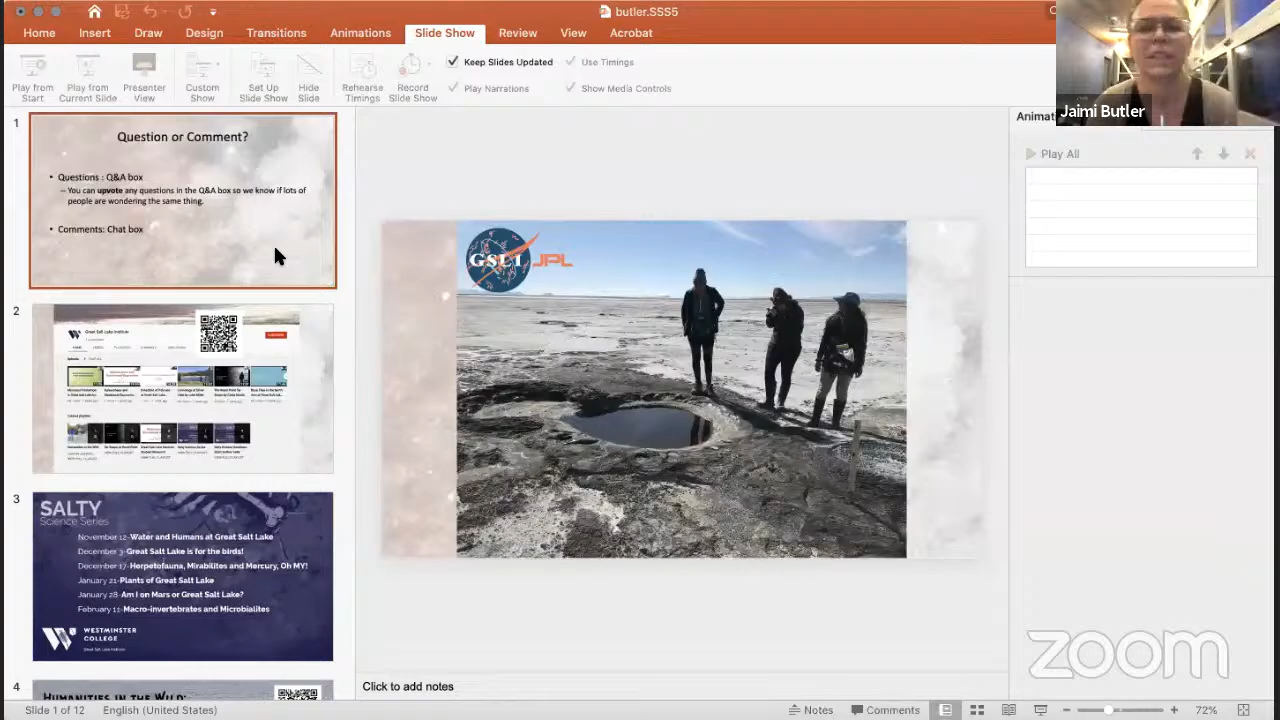 butler.SSS5
Home Insert Draw Design Transitions Animations Slide Show Review View Acrobat
Play from Start
Play from Current Slide
Presenter View
Custom Show
Set Up Slide Show
Hide Slide
Rehearse Timings
Record Slide Show
Keep Slides Updated
Use Timings
Play Narrations
Show Media Controls
Jaimi Butler
Animat
Play All
1
Question or Comment?
• Questions : Q&A box
– You can upvote any questions in the Q&A box so we know if lots of
people are wondering the same thing.
• Comments: Chat box
2
Great Salt Lake Institute
3
SALTY
Science Series
November 12-Water and Humans at Great Salt Lake
December 3-Great Salt Lake is for the birds!
December 17-Herpetofauna, Mirabilites and Mercury, Oh MY!
January 21-Plants of Great Salt Lake
January 28-Am I on Mars or Great Salt Lake?
February 11-Macro-invertebrates and Microbialites
WESTMINSTER
COLLEGE
Great Salt Lake Institute
4
HUMANITIES IN THE WILD:
GSLI JPL
Click to add notes
zoom
Slide 1 of 12
English (United States)
Notes
Comments
72%